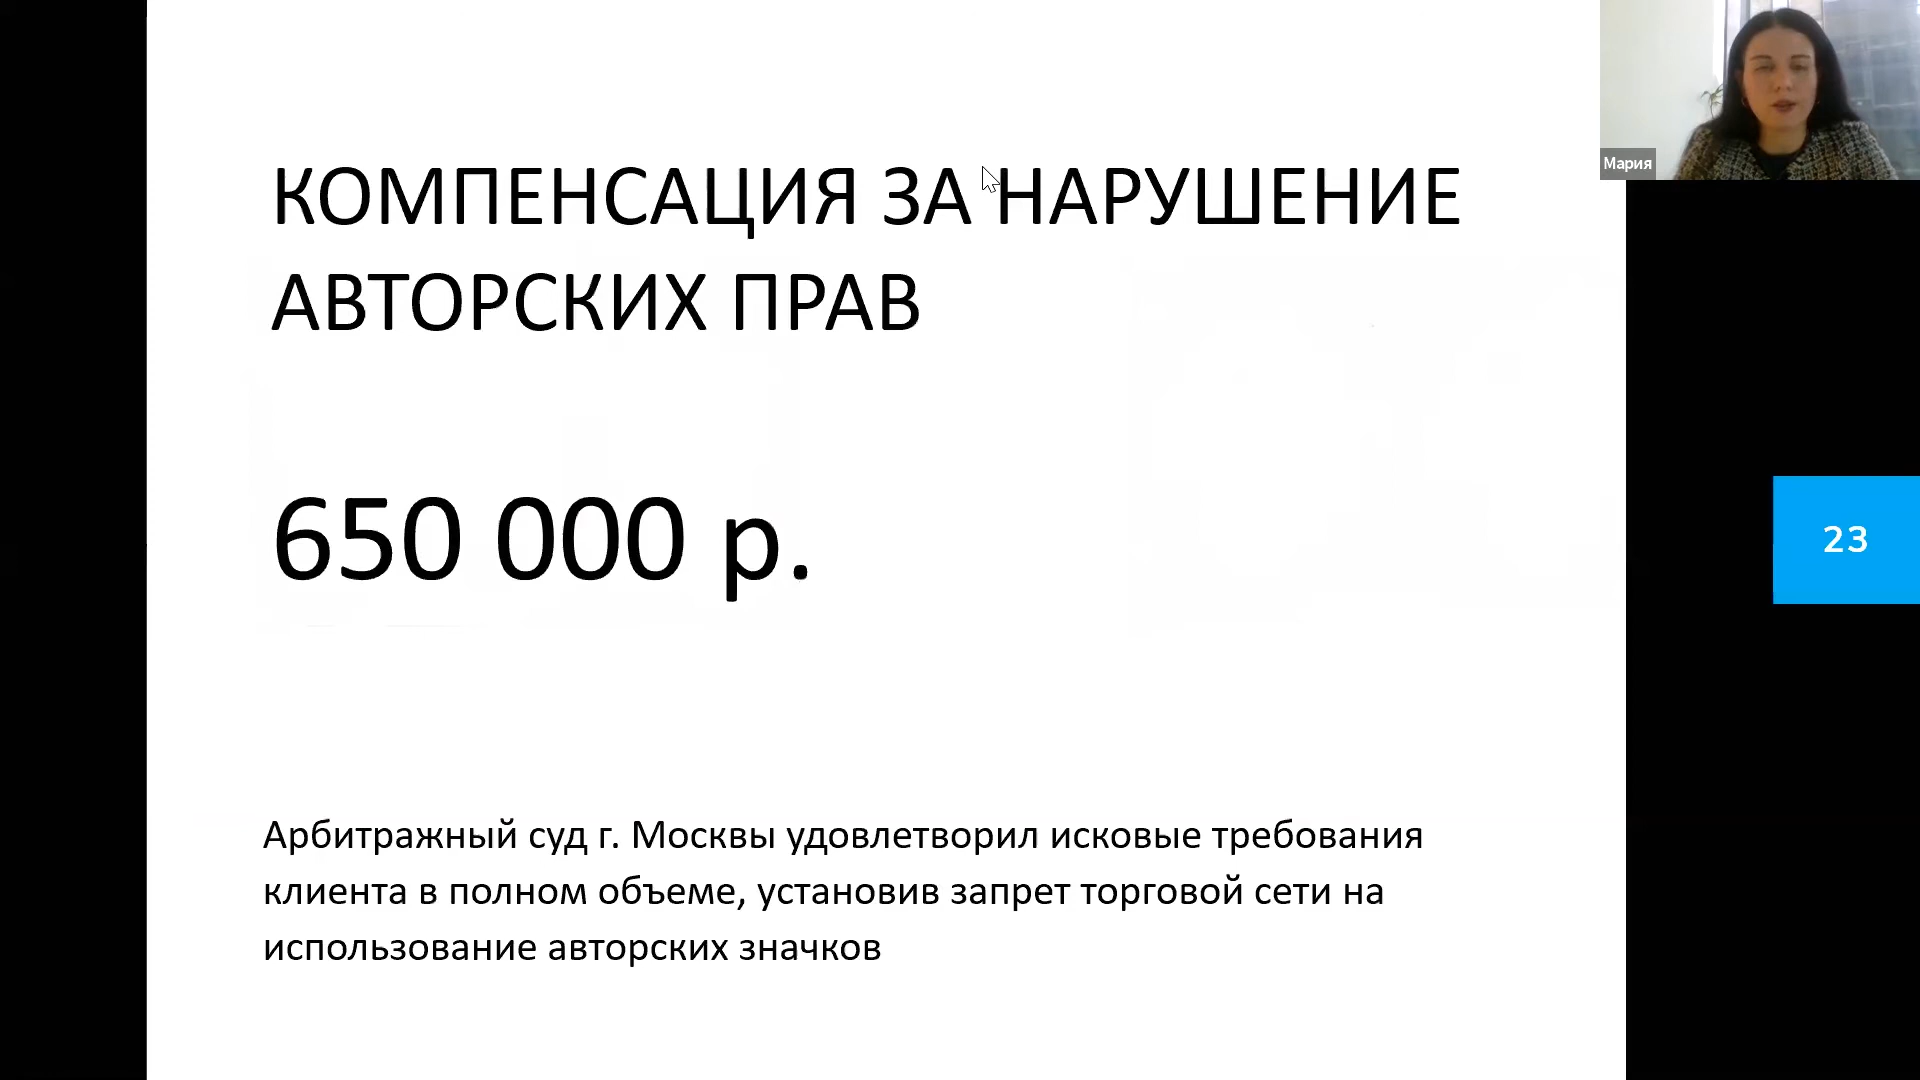 КОМПЕНСАЦИЯ ЗА НАРУШЕНИЕ
АВТОРСКИХ ПРАВ
650 000 р.
Арбитражный суд г. Москвы удовлетворил исковые требования
клиента в полном объеме, установив запрет торговой сети на
использование авторских значков
Мария
23